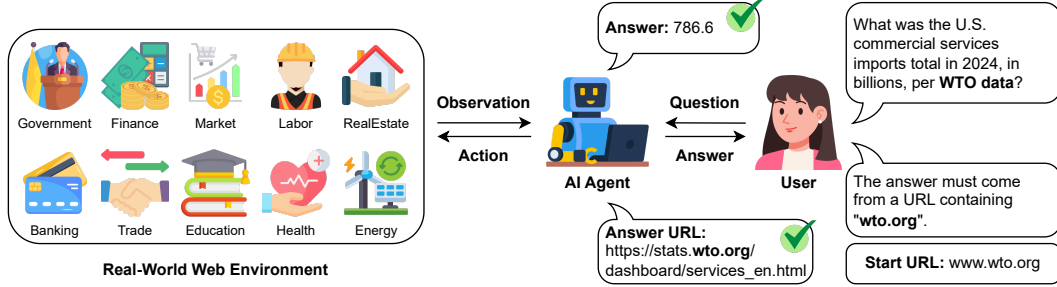 Government
Finance
Market
Labor
RealEstate
Banking
Trade
Education
Health
Energy
Real-World Web Environment
Observation
Action
Answer: 786.6
AI Agent
Answer URL:
https://stats.wto.org/
dashboard/services_en.html
Question
Answer
User
What was the U.S.
commercial services
imports total in 2024, in
billions, per WTO data?
The answer must come
from a URL containing
"wto.org".
Start URL: www.wto.org